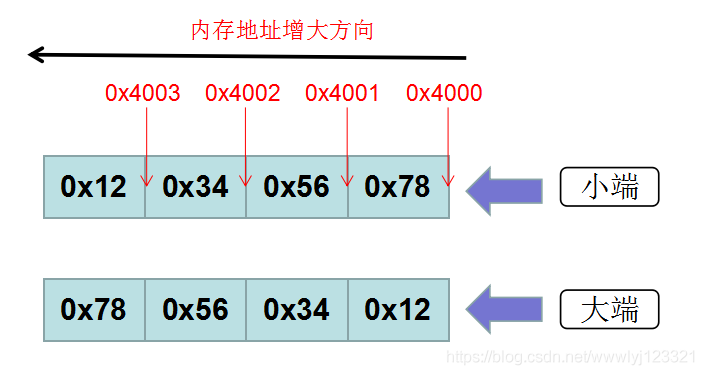 内存地址增大方向
0x4003 0x4002 0x4001 0x4000
0x12 0x34 0x56 0x78 小端
0x78 0x56 0x34 0x12 大端
https://blog.csdn.net/wwwlyj123321